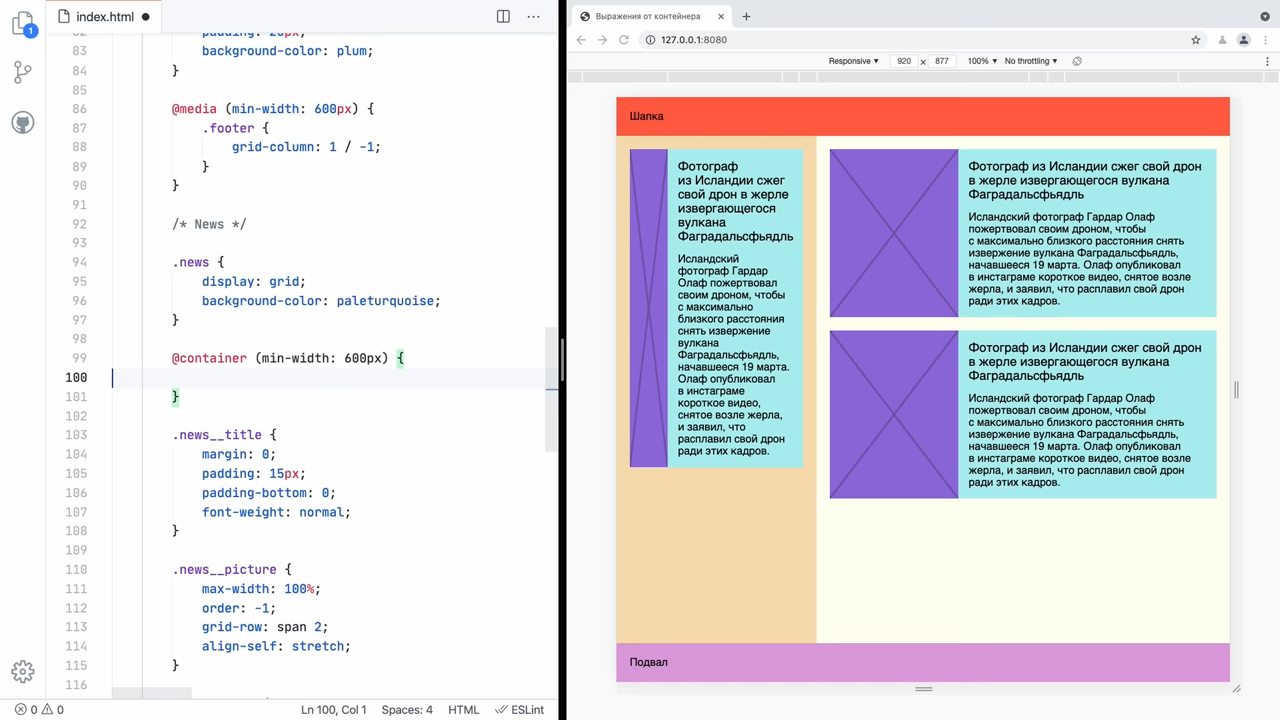 index.html
1
82 padding: 20px;
83 background-color: plum;
84 }
85
86 @media (min-width: 600px) {
87 .footer {
88 grid-column: 1 / -1;
89 }
90 }
91
92 /* News */
93
94 .news {
95 display: grid;
96 background-color: paleturquoise;
97 }
98
99 @container (min-width: 600px) {
100
101 }
102
103 .news__title {
104 margin: 0;
105 padding: 15px;
106 padding-bottom: 0;
107 font-weight: normal;
108 }
109
110 .news__picture {
111 max-width: 100%;
112 order: -1;
113 grid-row: span 2;
114 align-self: stretch;
115 }
116
0 0
Ln 100, Col 1
Spaces: 4
HTML
ESLint
Выражения от контейнера
127.0.0.1:8080
Responsive
920 x 877
100%
No throttling
Шапка
Фотограф
из Исландии сжег
свой дрон в жерле
извергающегося
вулкана
Фаградальсфьядль
Исландский
фотограф Гардар
Олаф пожертвовал
своим дроном, чтобы
с максимально
близкого расстояния
снять извержение
вулкана
Фаградальсфьядль,
начавшееся 19 марта.
Олаф опубликовал
в инстаграме
короткое видео,
снятое возле жерла,
и заявил, что
расплавил свой дрон
ради этих кадров.
Фотограф из Исландии сжег свой дрон
в жерле извергающегося вулкана
Фаградальсфьядль
Исландский фотограф Гардар Олаф
пожертвовал своим дроном, чтобы
с максимально близкого расстояния снять
извержение вулкана Фаградальсфьядль,
начавшееся 19 марта. Олаф опубликовал
в инстаграме короткое видео, снятое возле
жерла, и заявил, что расплавил свой дрон
ради этих кадров.
Фотограф из Исландии сжег свой дрон
в жерле извергающегося вулкана
Фаградальсфьядль
Исландский фотограф Гардар Олаф
пожертвовал своим дроном, чтобы
с максимально близкого расстояния снять
извержение вулкана Фаградальсфьядль,
начавшееся 19 марта. Олаф опубликовал
в инстаграме короткое видео, снятое возле
жерла, и заявил, что расплавил свой дрон
ради этих кадров.
Подвал